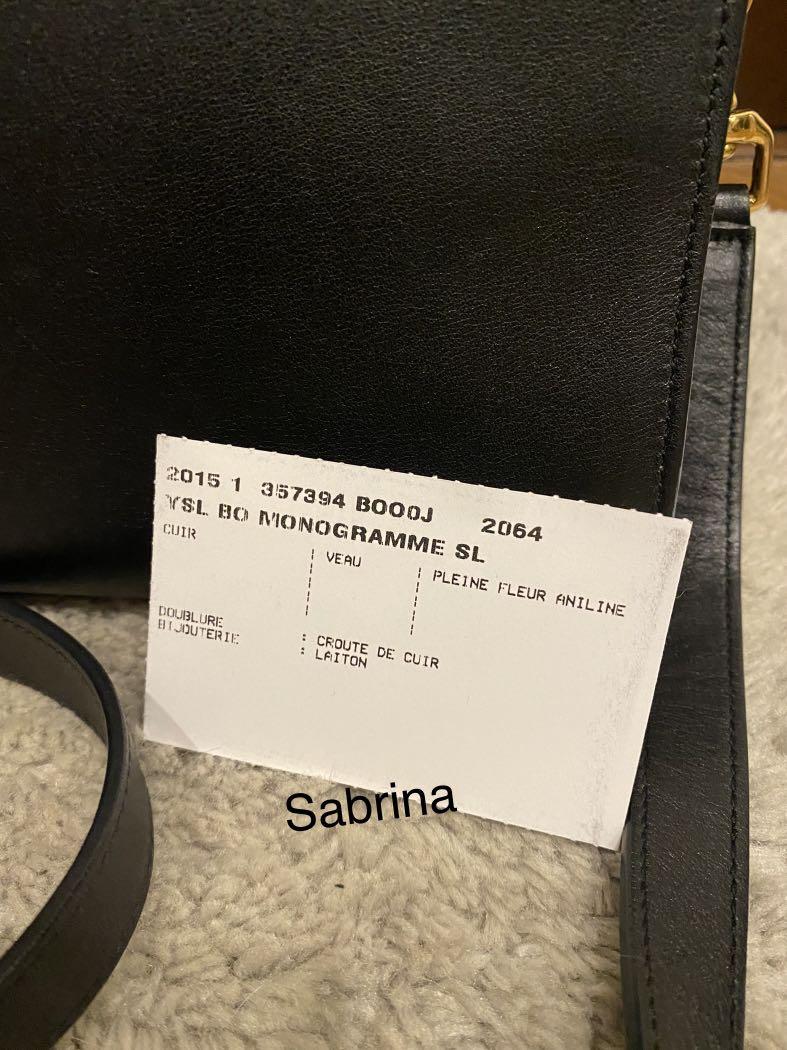 2015 1 357394 BOO0J 2064
YSL BO MONOGRAMME SL
CUIR VEAU PLEINE FLEUR ANILINE
DOUBLURE : CROUTE DE CUIR
BIJOUTERIE : LAITON
Sabrina